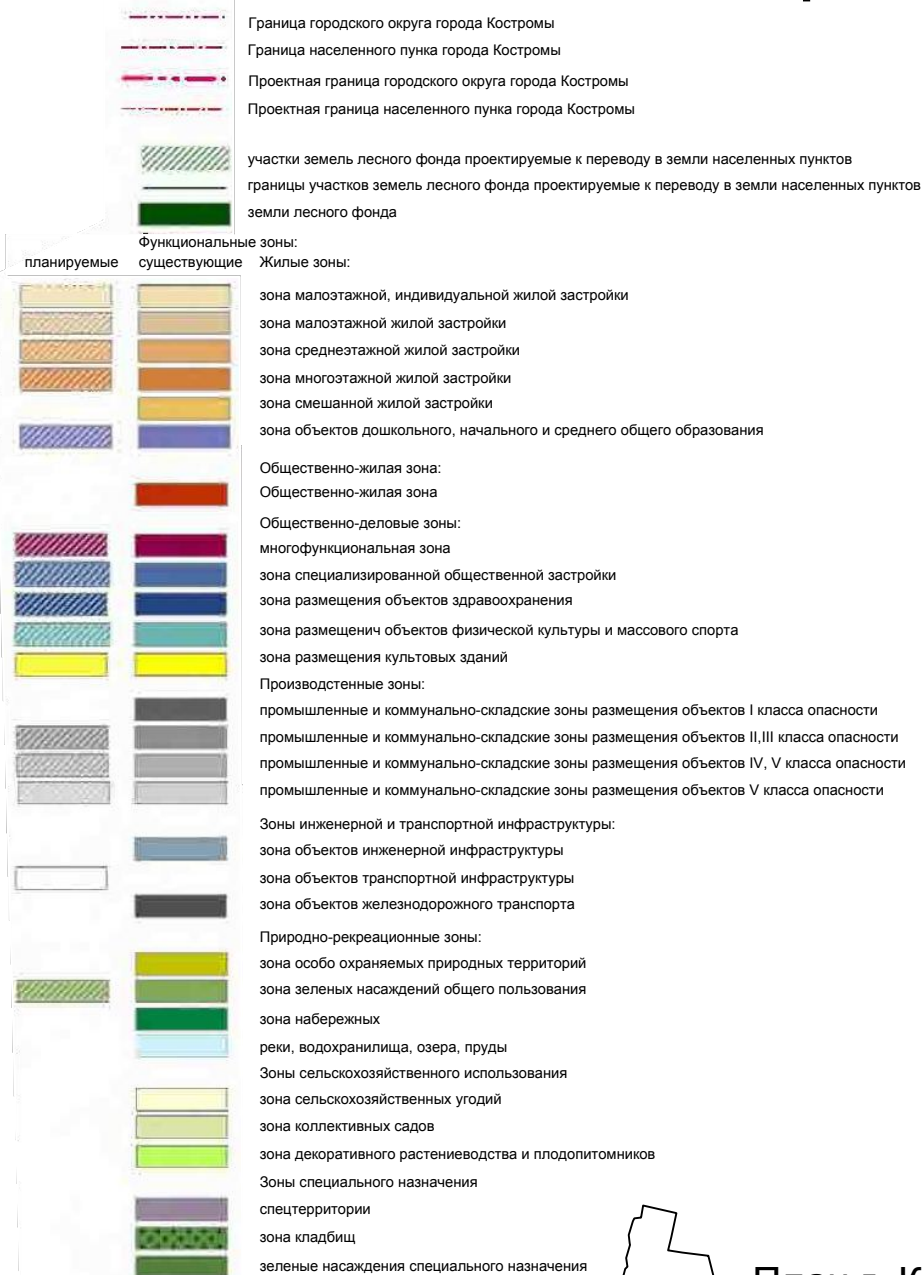 Граница городского округа города Костромы
Граница населенного пунка города Костромы
Проектная граница городского округа города Костромы
Проектная граница населенного пунка города Костромы
участки земель лесного фонда проектируемые к переводу в земли населенных пунктов
границы участков земель лесного фонда проектируемые к переводу в земли населенных пунктов
земли лесного фонда
Функциональные зоны:
планируемые существующие Жилые зоны:
зона малоэтажной, индивидуальной жилой застройки
зона малоэтажной жилой застройки
зона среднеэтажной жилой застройки
зона многоэтажной жилой застройки
зона смешанной жилой застройки
зона объектов дошкольного, начального и среднего общего образования
Общественно-жилая зона:
Общественно-жилая зона
Общественно-деловые зоны:
многофункциональная зона
зона специализированной общественной застройки
зона размещения объектов здравоохранения
зона размещенич объектов физической культуры и массового спорта
зона размещения культовых зданий
Производстенные зоны:
промышленные и коммунально-складские зоны размещения объектов I класса опасности
промышленные и коммунально-складские зоны размещения объектов II,III класса опасности
промышленные и коммунально-складские зоны размещения объектов IV, V класса опасности
промышленные и коммунально-складские зоны размещения объектов V класса опасности
Зоны инженерной и транспортной инфраструктуры:
зона объектов инженерной инфраструктуры
зона объектов транспортной инфраструктуры
зона объектов железнодорожного транспорта
Природно-рекреационные зоны:
зона особо охраняемых природных территорий
зона зеленых насаждений общего пользования
зона набережных
реки, водохранилища, озера, пруды
Зоны сельскохозяйственного использования
зона сельскохозяйственных угодий
зона коллективных садов
зона декоративного растениеводства и плодопитомников
Зоны специального назначения
спецтерритории
зона кладбищ
зеленые насаждения специального назначения